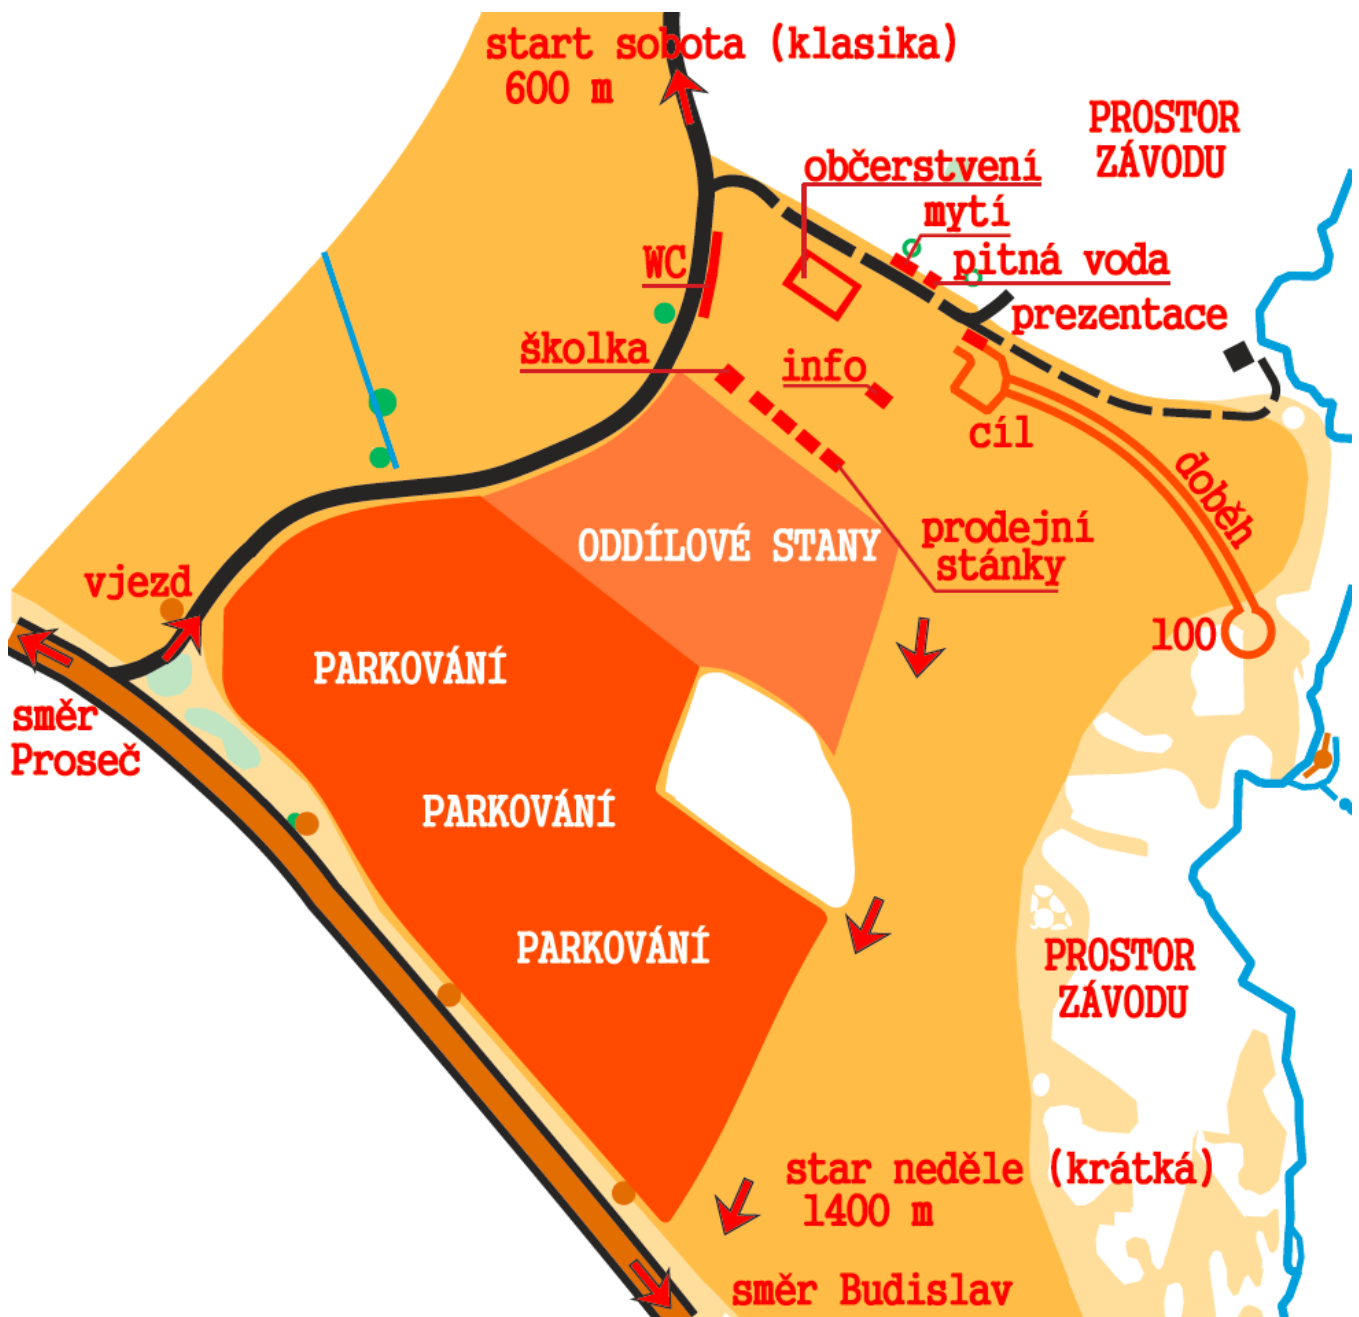 start sobota (klasika)
600 m
PROSTOR
ZÁVODU
občerstvení
mytí
WC
pitná voda
prezentace
školka
info
cíl
doběh
prodejní
stánky
ODDÍLOVÉ STANY
vjezd
100
PARKOVÁNÍ
směr
Proseč
PARKOVÁNÍ
PARKOVÁNÍ
PROSTOR
ZÁVODU
star neděle (krátká)
1400 m
směr Budislav